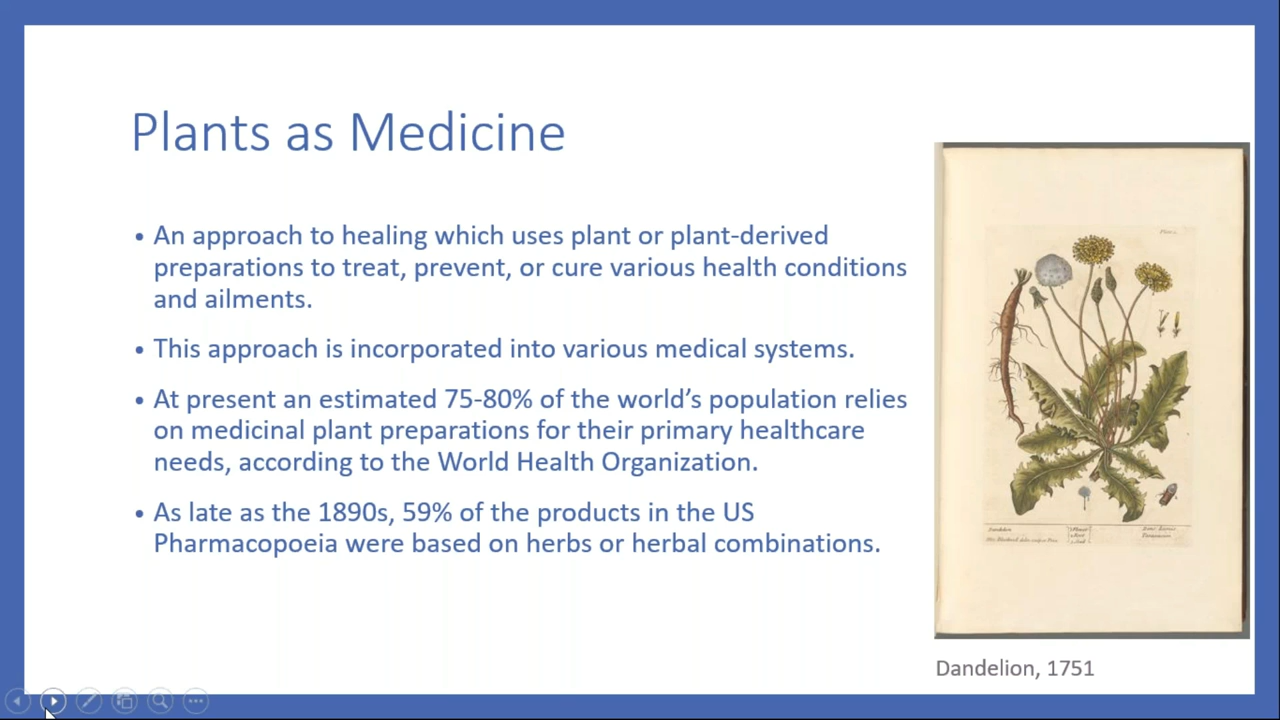 Plants as Medicine
• An approach to healing which uses plant or plant-derived
preparations to treat, prevent, or cure various health conditions
and ailments.
• This approach is incorporated into various medical systems.
• At present an estimated 75-80% of the world’s population relies
on medicinal plant preparations for their primary healthcare
needs, according to the World Health Organization.
• As late as the 1890s, 59% of the products in the US
Pharmacopoeia were based on herbs or herbal combinations.
Dandelion
Dandelion, 1751